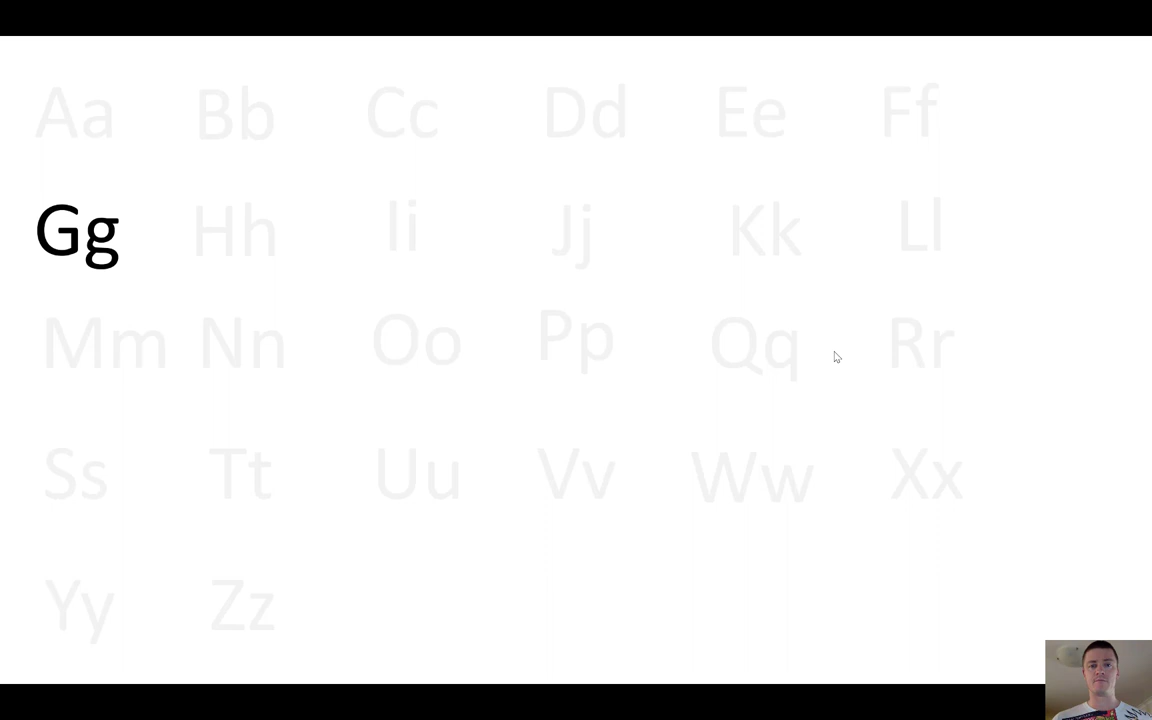 Aa Bb Cc Dd Ee Ff
Gg Hh Ii Jj Kk Ll
Mm Nn Oo Pp Qq Rr
Ss Tt Uu Vv Ww Xx
Yy Zz